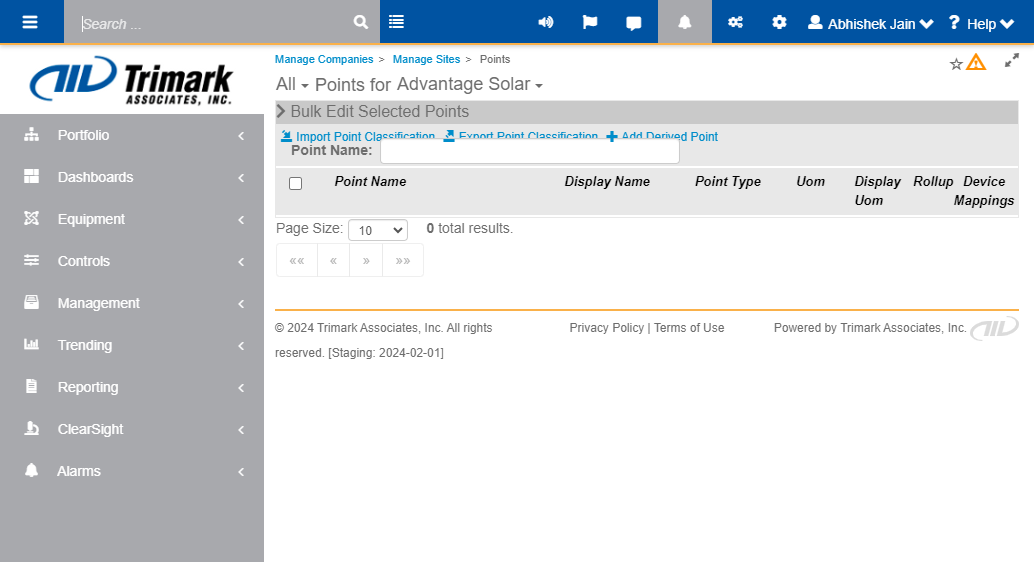 Search ...
Abhishek Jain
? Help
Trimark
ASSOCIATES, INC.
Portfolio
Dashboards
Equipment
Controls
Management
Trending
Reporting
ClearSight
Alarms
Manage Companies > Manage Sites > Points
All Points for Advantage Solar
Bulk Edit Selected Points
Import Point Classification Export Point Classification Add Derived Point
Point Name:
Point Name Display Name Point Type Uom Display Uom Rollup Device Mappings
Page Size: 10 0 total results.
«« « » »»
© 2024 Trimark Associates, Inc. All rights
reserved. [Staging: 2024-02-01]
Privacy Policy | Terms of Use
Powered by Trimark Associates, Inc.